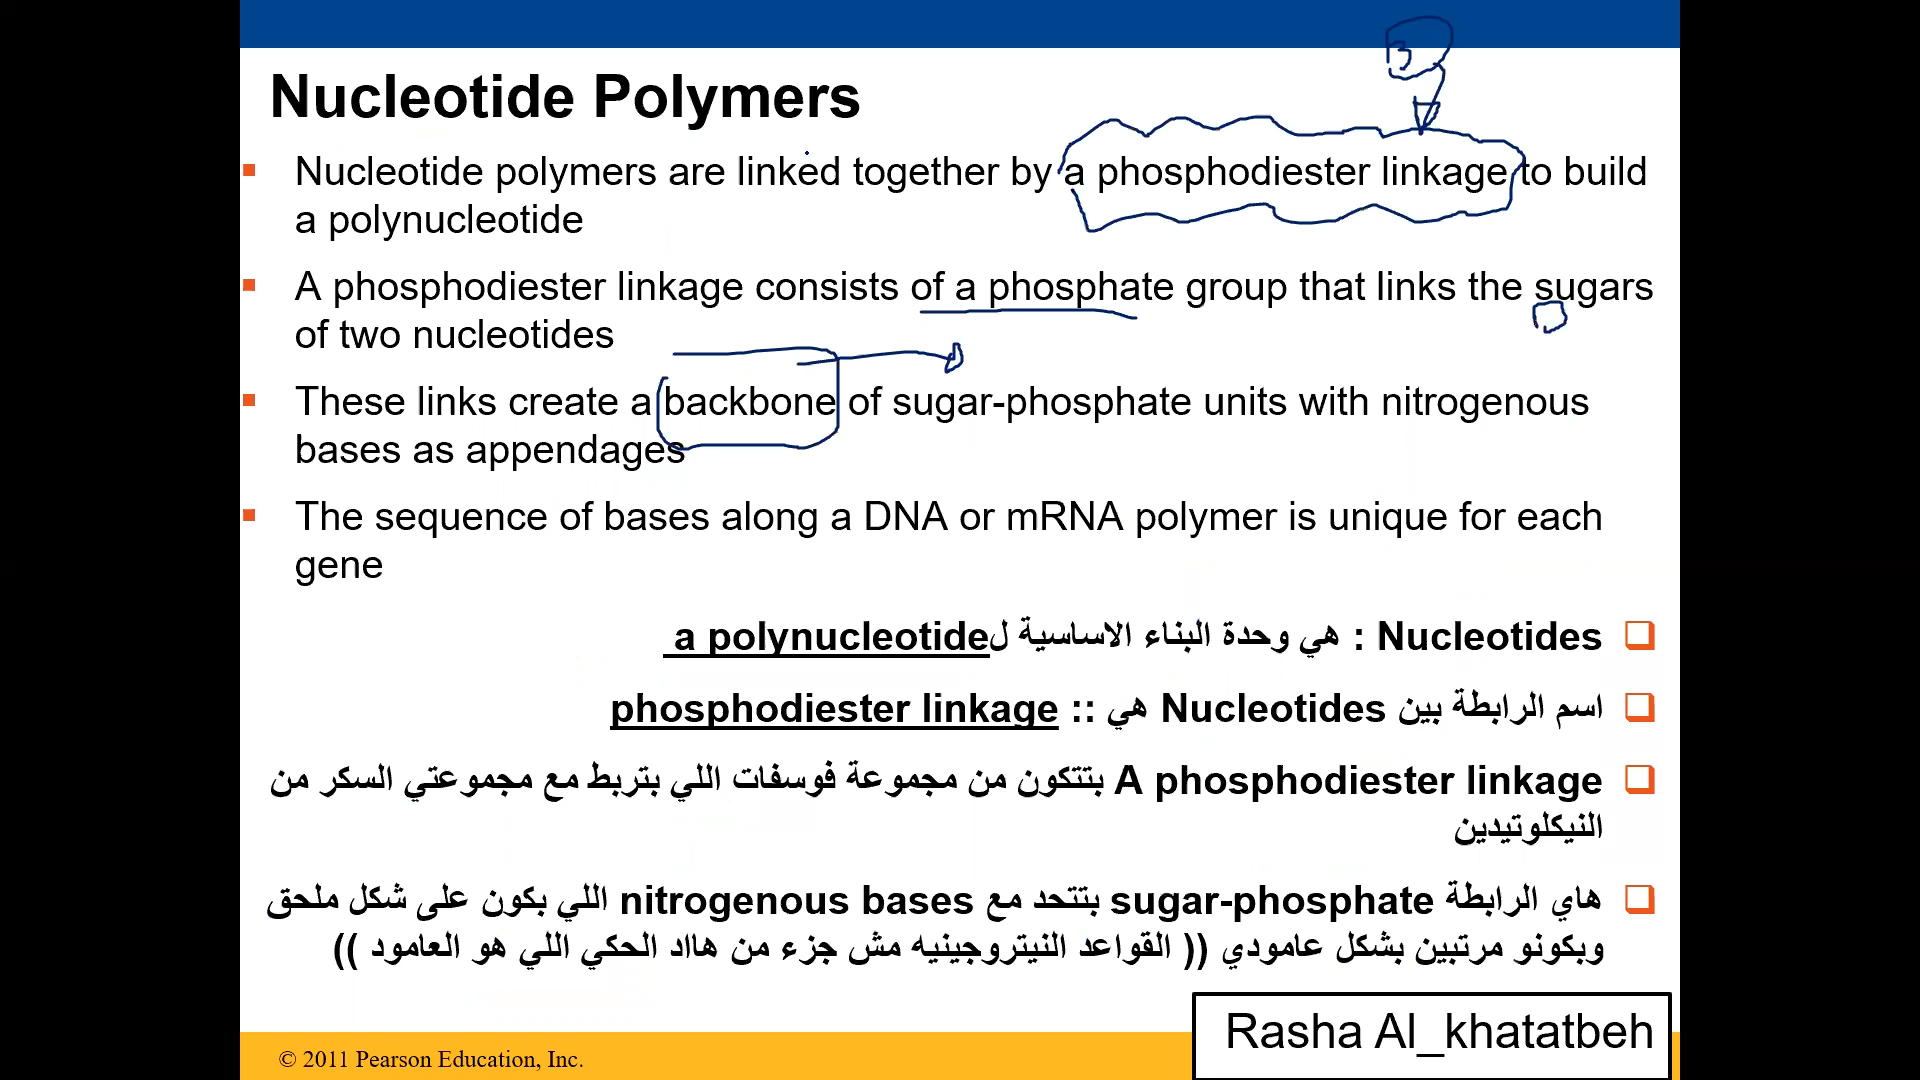 3
Nucleotide Polymers
Nucleotide polymers are linked together by a phosphodiester linkage to build
a polynucleotide
A phosphodiester linkage consists of a phosphate group that links the sugars
of two nucleotides
These links create a backbone of sugar-phosphate units with nitrogenous
bases as appendages
The sequence of bases along a DNA or mRNA polymer is unique for each
gene
Nucleotides : هي وحدة البناء الاساسية ل a polynucleotide
اسم الرابطة بين Nucleotides هي :: phosphodiester linkage
A phosphodiester linkage بتتكون من مجموعة فوسفات اللي بتربط مع مجموعتي السكر من
النيكلوتيدين
هاي الرابطة sugar-phosphate بتتحد مع nitrogenous bases اللي بكون على شكل ملحق
وبكونو مرتبين بشكل عامودي (( القواعد النيتروجينيه مش جزء من هااد الحكي اللي هو العامود ))
Rasha Al_khatatbeh
© 2011 Pearson Education, Inc.